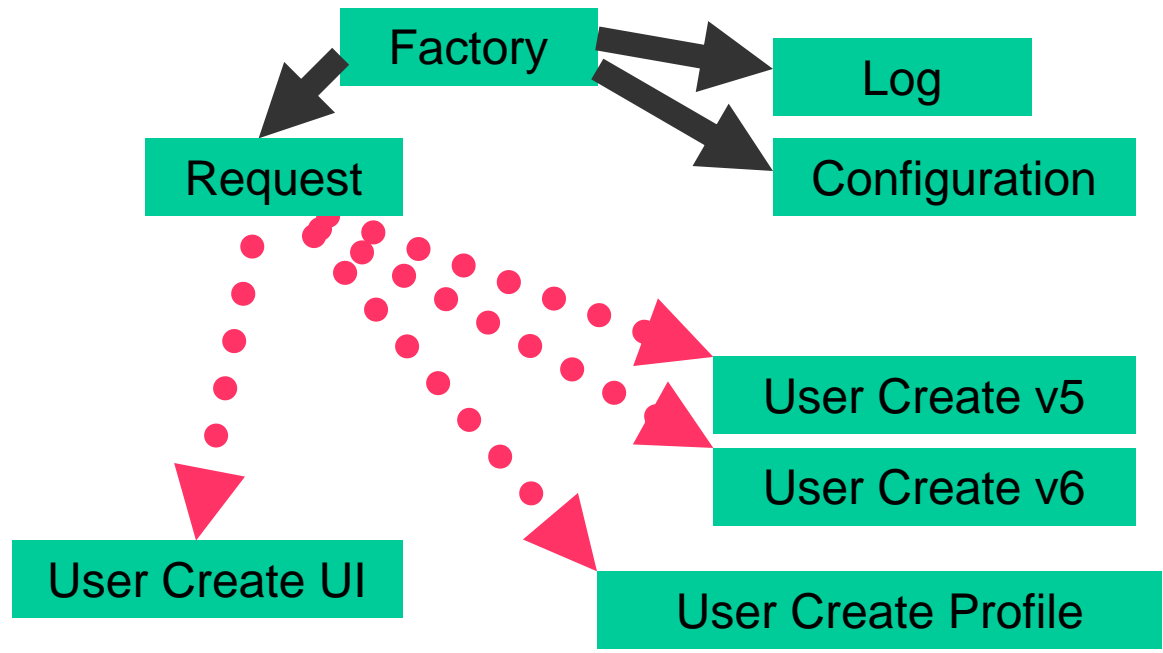 Factory
Log
Request
Configuration
User Create v5
User Create v6
User Create UI
User Create Profile